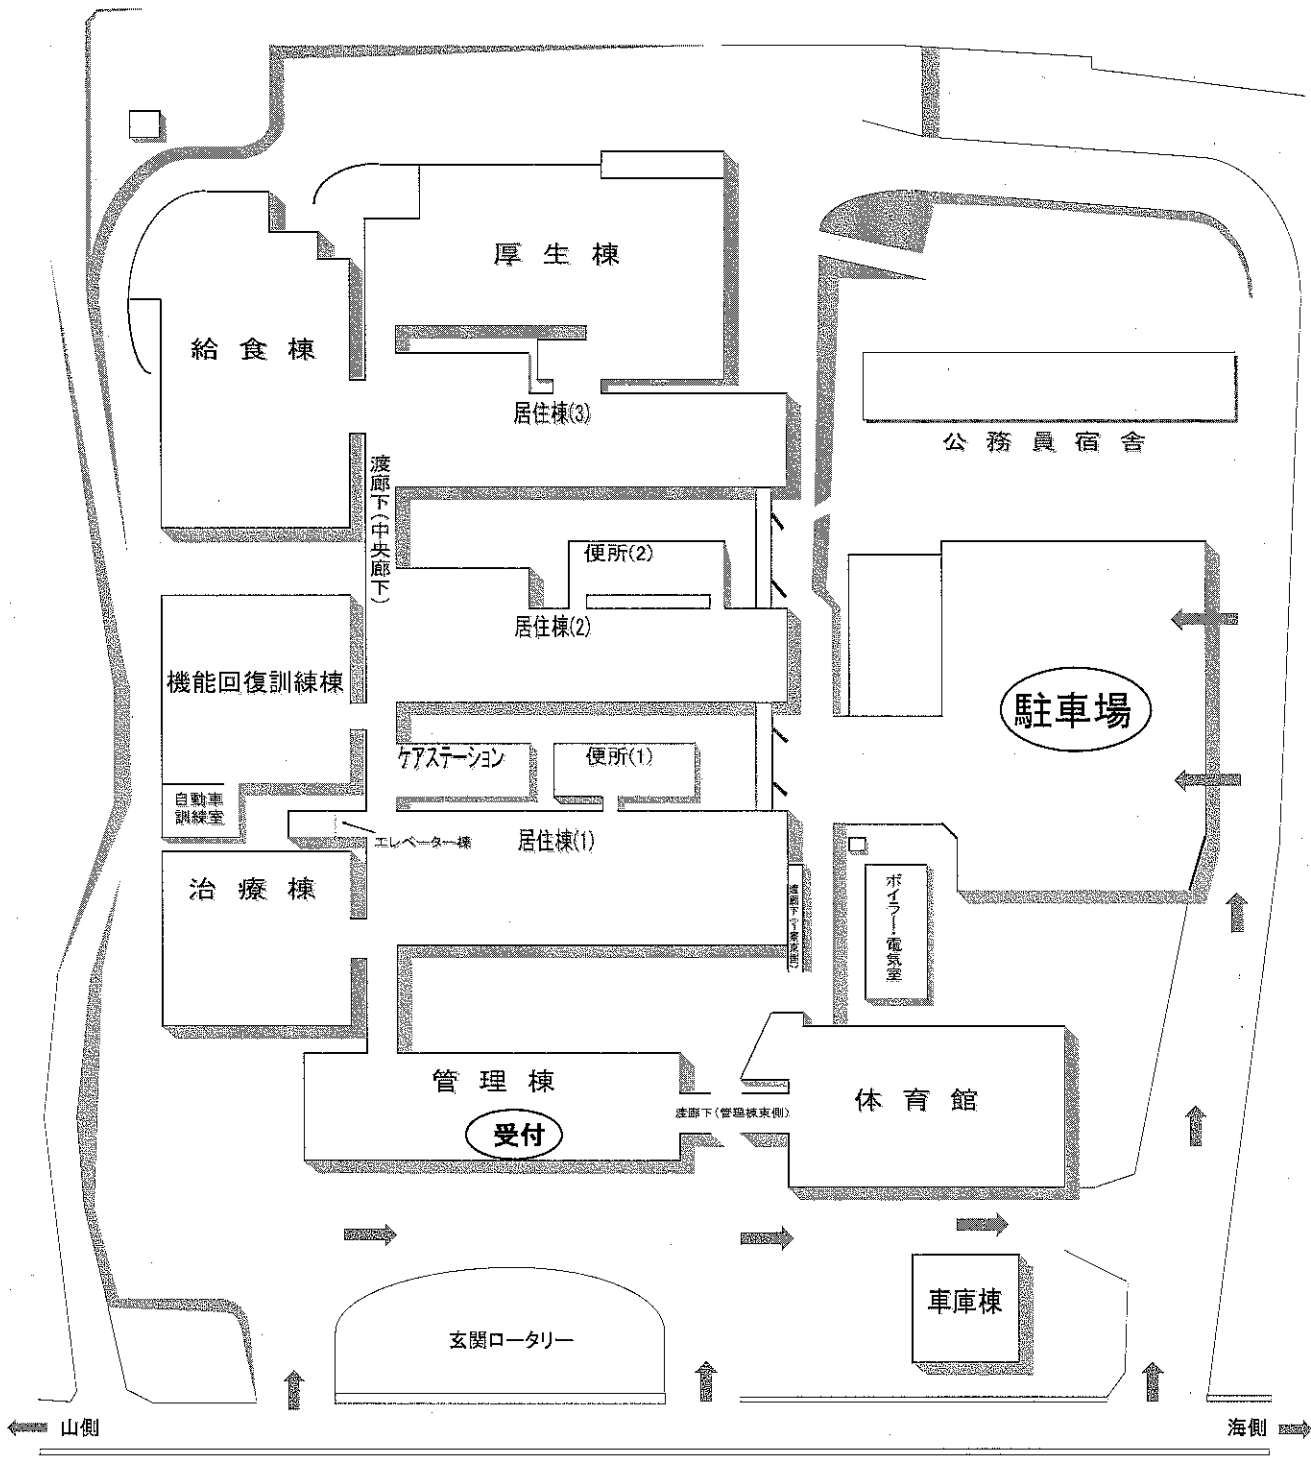 厚生棟
給食棟
居住棟(3)
公務員宿舎
渡廊下(中央廊下)
便所(2)
居住棟(2)
機能回復訓練棟
駐車場
ケアステーション
便所(1)
自動車
訓練室
エレベーター棟
居住棟(1)
治療棟
ボイラー・電気室
管理棟
受付
渡廊下(管理棟東側)
体育館
車庫棟
玄関ロータリー
山側
海側